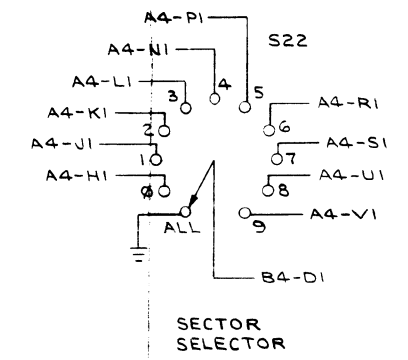 A4-P1
S22
A4-N1
A4-L1
3 4 5
A4-K1
A4-R1
2 6
A4-J1
A4-S1
1 7
A4-H1
A4-U1
0 8
ALL 9
A4-V1
B4-D1
SECTOR
SELECTOR